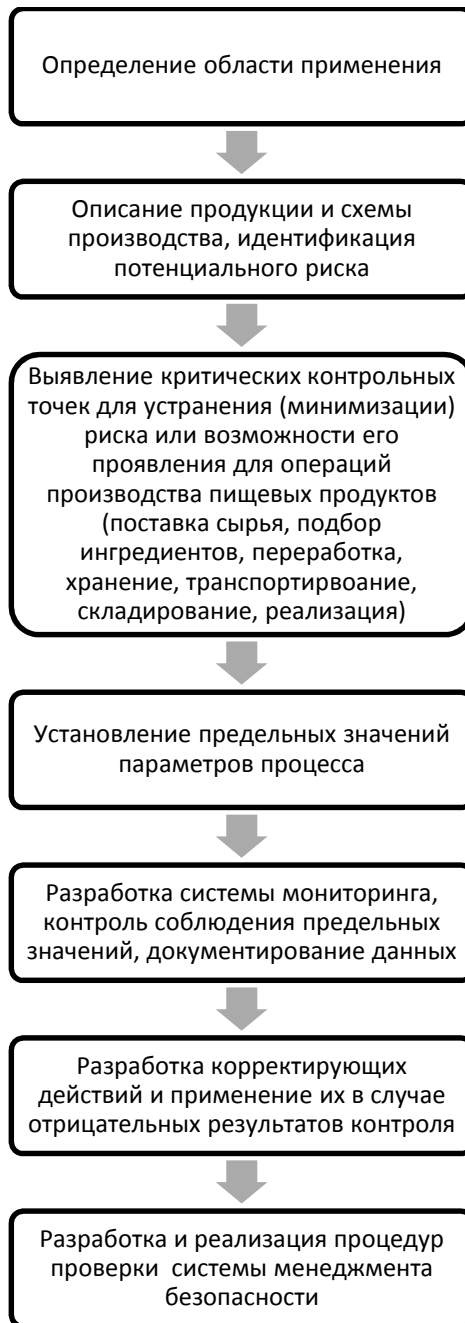 Определение области применения
Описание продукции и схемы
производства, идентификация
потенциального риска
Выявление критических контрольных
точек для устранения (минимизации)
риска или возможности его
проявления для операций
производства пищевых продуктов
(поставка сырья, подбор
ингредиентов, переработка,
хранение, транспортирвоание,
складирование, реализация)
Установление предельных значений
параметров процесса
Разработка системы мониторинга,
контроль соблюдения предельных
значений, документирование данных
Разработка корректирующих
действий и применение их в случае
отрицательных результатов контроля
Разработка и реализация процедур
проверки  системы менеджмента
безопасности